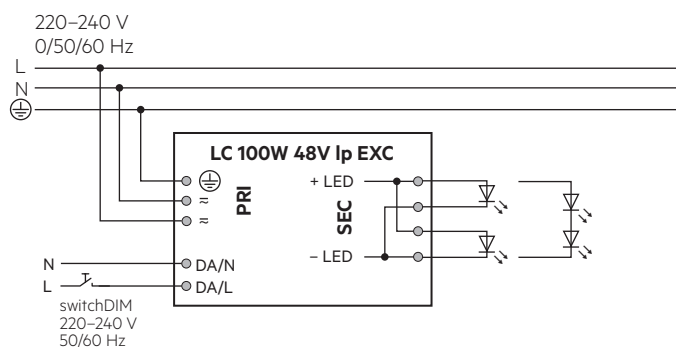 220–240 V
0/50/60 Hz
L
N
LC 100W 48V lp EXC
PRI
≂
≂
+ LED
SEC
– LED
N
DA/N
L
DA/L
switchDIM
220–240 V
50/60 Hz